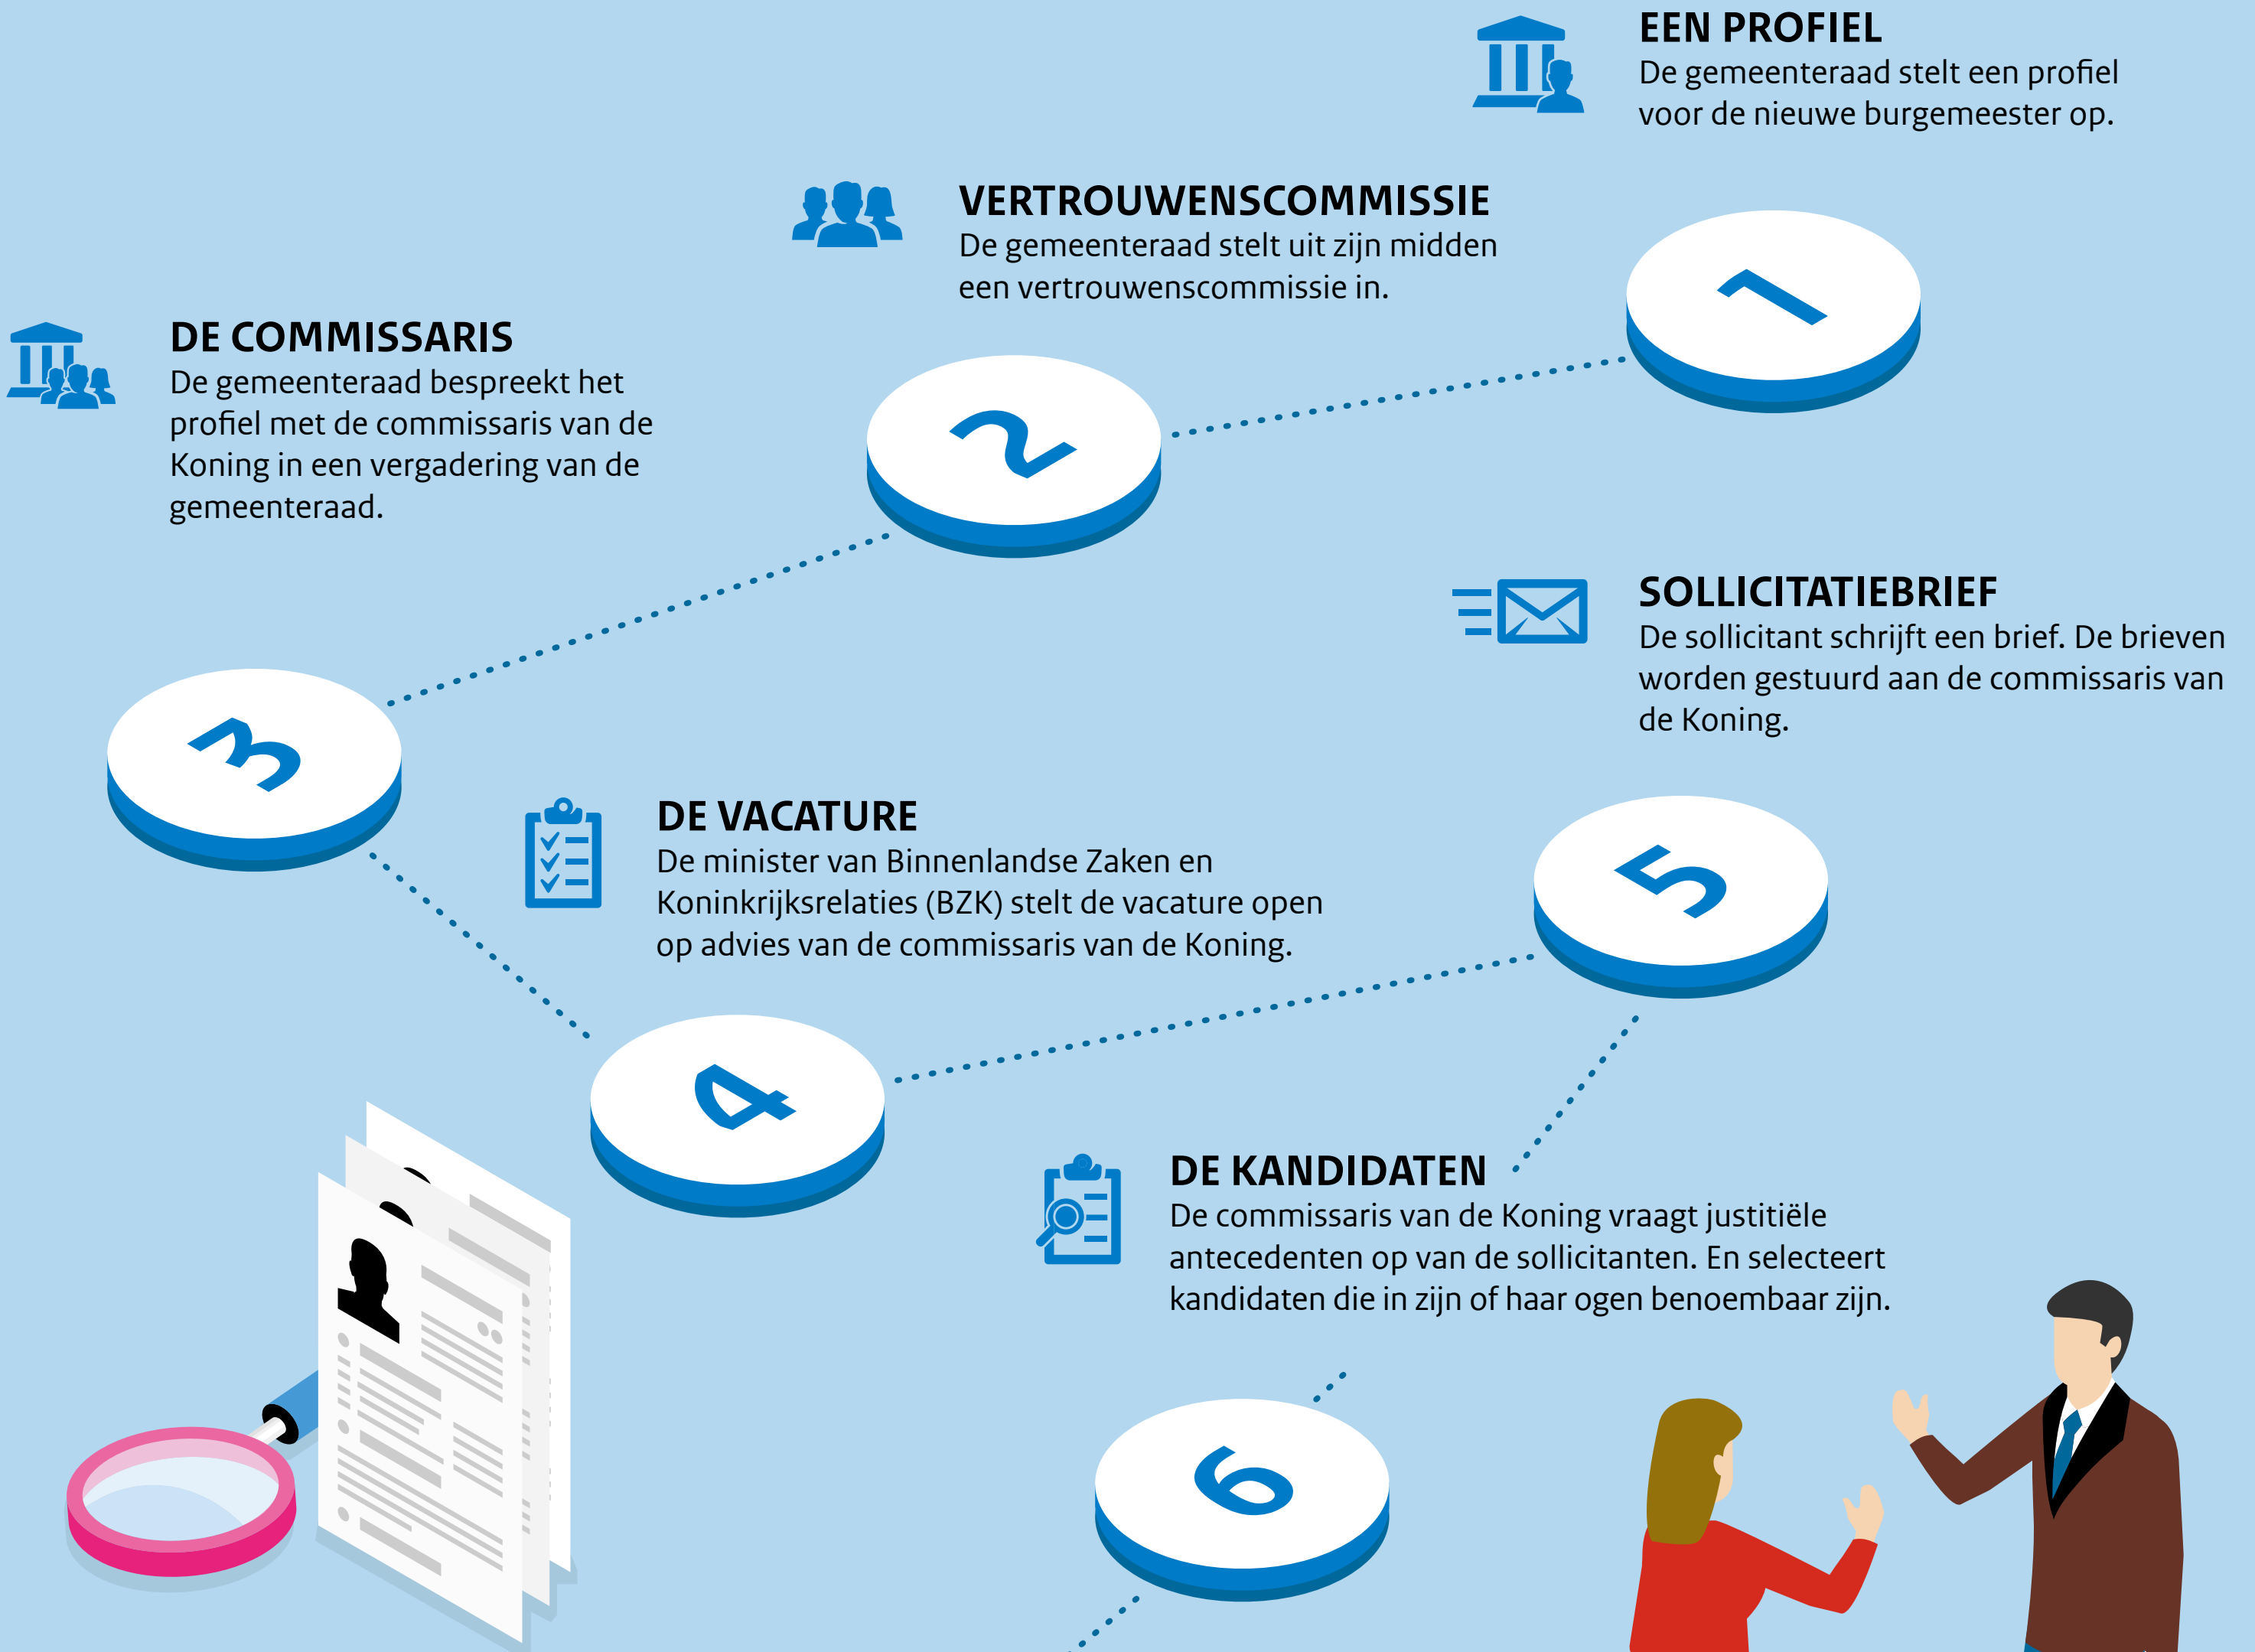 EEN PROFIEL
De gemeenteraad stelt een profiel
voor de nieuwe burgemeester op.
1
VERTROUWENSCOMMISSIE
De gemeenteraad stelt uit zijn midden
een vertrouwenscommissie in.
2
DE COMMISSARIS
De gemeenteraad bespreekt het
profiel met de commissaris van de
Koning in een vergadering van de
gemeenteraad.
3
DE VACATURE
De minister van Binnenlandse Zaken en
Koninkrijksrelaties (BZK) stelt de vacature open
op advies van de commissaris van de Koning.
4
SOLLICITATIEBRIEF
De sollicitant schrijft een brief. De brieven
worden gestuurd aan de commissaris van
de Koning.
5
DE KANDIDATEN
De commissaris van de Koning vraagt justitiële
antecedenten op van de sollicitanten. En selecteert
kandidaten die in zijn of haar ogen benoembaar zijn.
6